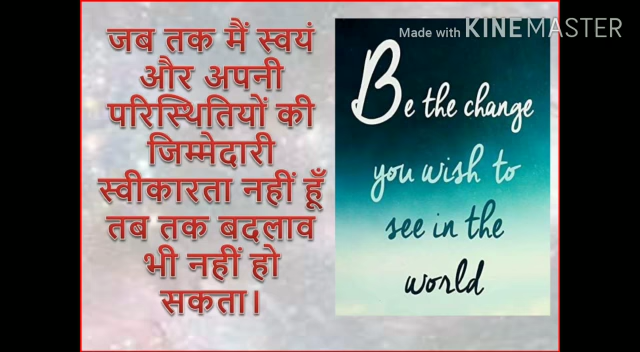 जब तक मैं स्वयं
और अपनी
परिस्थितियों की
जिम्मेदारी
स्वीकारता नहीं हूँ
तब तक बदलाव
भी नहीं हो
सकता।
Made with KINEMASTER
Be the change
you wish to
see in the
world